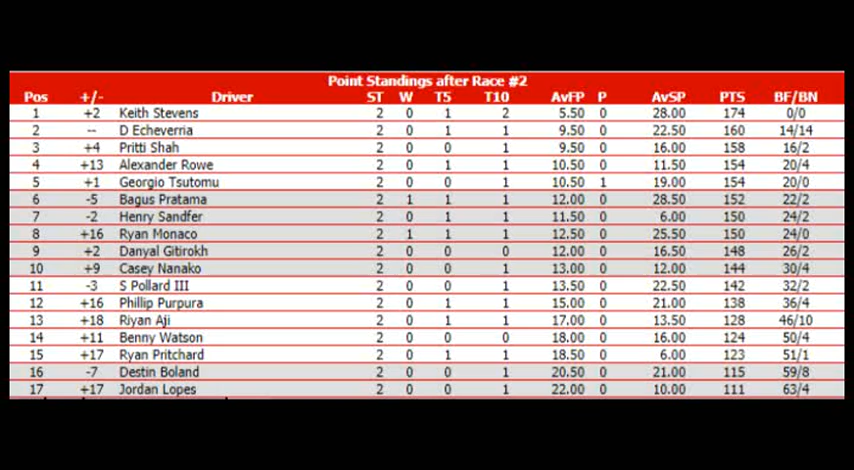 Point Standings after Race #2
Pos +/- Driver ST W T5 T10 AvFP P AvSP PTS BF/BN
1 +2 Keith Stevens 2 0 1 2 5.50 0 28.00 174 0/0
2 -- D Echeverria 2 0 1 1 9.50 0 22.50 160 14/14
3 +4 Pritti Shah 2 0 0 1 9.50 0 16.00 158 16/2
4 +13 Alexander Rowe 2 0 1 1 10.50 0 11.50 154 20/4
5 +1 Georgio Tsutomu 2 0 0 1 10.50 1 19.00 154 20/0
6 -5 Bagus Pratama 2 1 1 1 12.00 0 28.50 152 22/2
7 -2 Henry Sandfer 2 0 1 1 11.50 0 6.00 150 24/2
8 +16 Ryan Monaco 2 1 1 1 12.50 0 25.50 150 24/0
9 +2 Danyal Gitirokh 2 0 0 0 12.00 0 16.50 148 26/2
10 +9 Casey Nanako 2 0 0 1 13.00 0 12.00 144 30/4
11 -3 S Pollard III 2 0 0 1 13.50 0 22.50 142 32/2
12 +16 Phillip Purpura 2 0 1 1 15.00 0 21.00 138 36/4
13 +18 Riyan Aji 2 0 1 1 17.00 0 13.50 128 46/10
14 +11 Benny Watson 2 0 0 0 18.00 0 16.00 124 50/4
15 +17 Ryan Pritchard 2 0 1 1 18.50 0 6.00 123 51/1
16 -7 Destin Boland 2 0 0 1 20.50 0 21.00 115 59/8
17 +17 Jordan Lopes 2 0 0 1 22.00 0 10.00 111 63/4